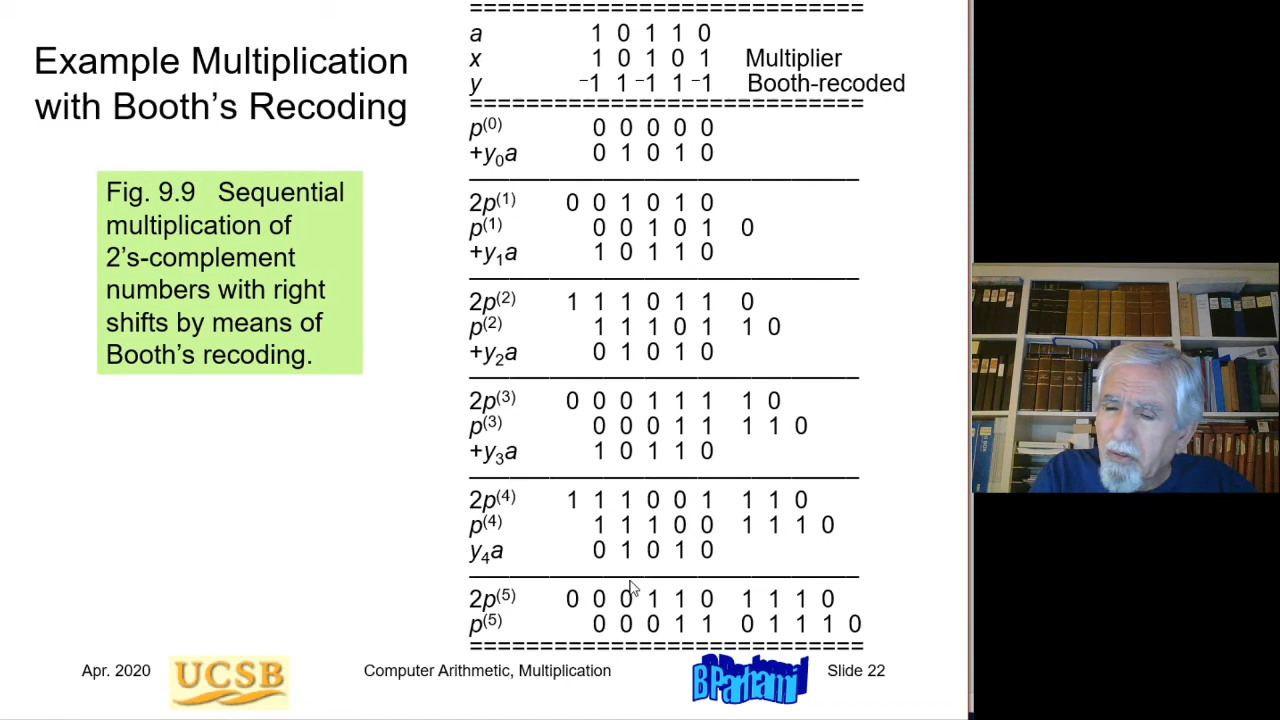 Example Multiplication
with Booth's Recoding
Fig. 9.9 Sequential
multiplication of
2's-complement
numbers with right
shifts by means of
Booth's recoding.
================================
a 1 0 1 1 0
x 1 0 1 0 1 Multiplier
y ⁻1 1 ⁻1 1 ⁻1 Booth-recoded
================================
p⁽⁰⁾ 0 0 0 0 0
+y₀a 0 1 0 1 0
2p⁽¹⁾ 0 0 1 0 1 0
p⁽¹⁾ 0 0 1 0 1 0
+y₁a 1 0 1 1 0
2p⁽²⁾ 1 1 1 0 1 1 0
p⁽²⁾ 1 1 1 0 1 1 0
+y₂a 0 1 0 1 0
2p⁽³⁾ 0 0 0 1 1 1 1 0
p⁽³⁾ 0 0 0 1 1 1 1 0
+y₃a 1 0 1 1 0
2p⁽⁴⁾ 1 1 1 0 0 1 1 1 0
p⁽⁴⁾ 1 1 1 0 0 1 1 1 0
y₄a 0 1 0 1 0
2p⁽⁵⁾ 0 0 0 1 1 0 1 1 1 0
p⁽⁵⁾ 0 0 0 1 1 0 1 1 1 0
================================
Apr. 2020 UCSB Computer Arithmetic, Multiplication BParhami Slide 22